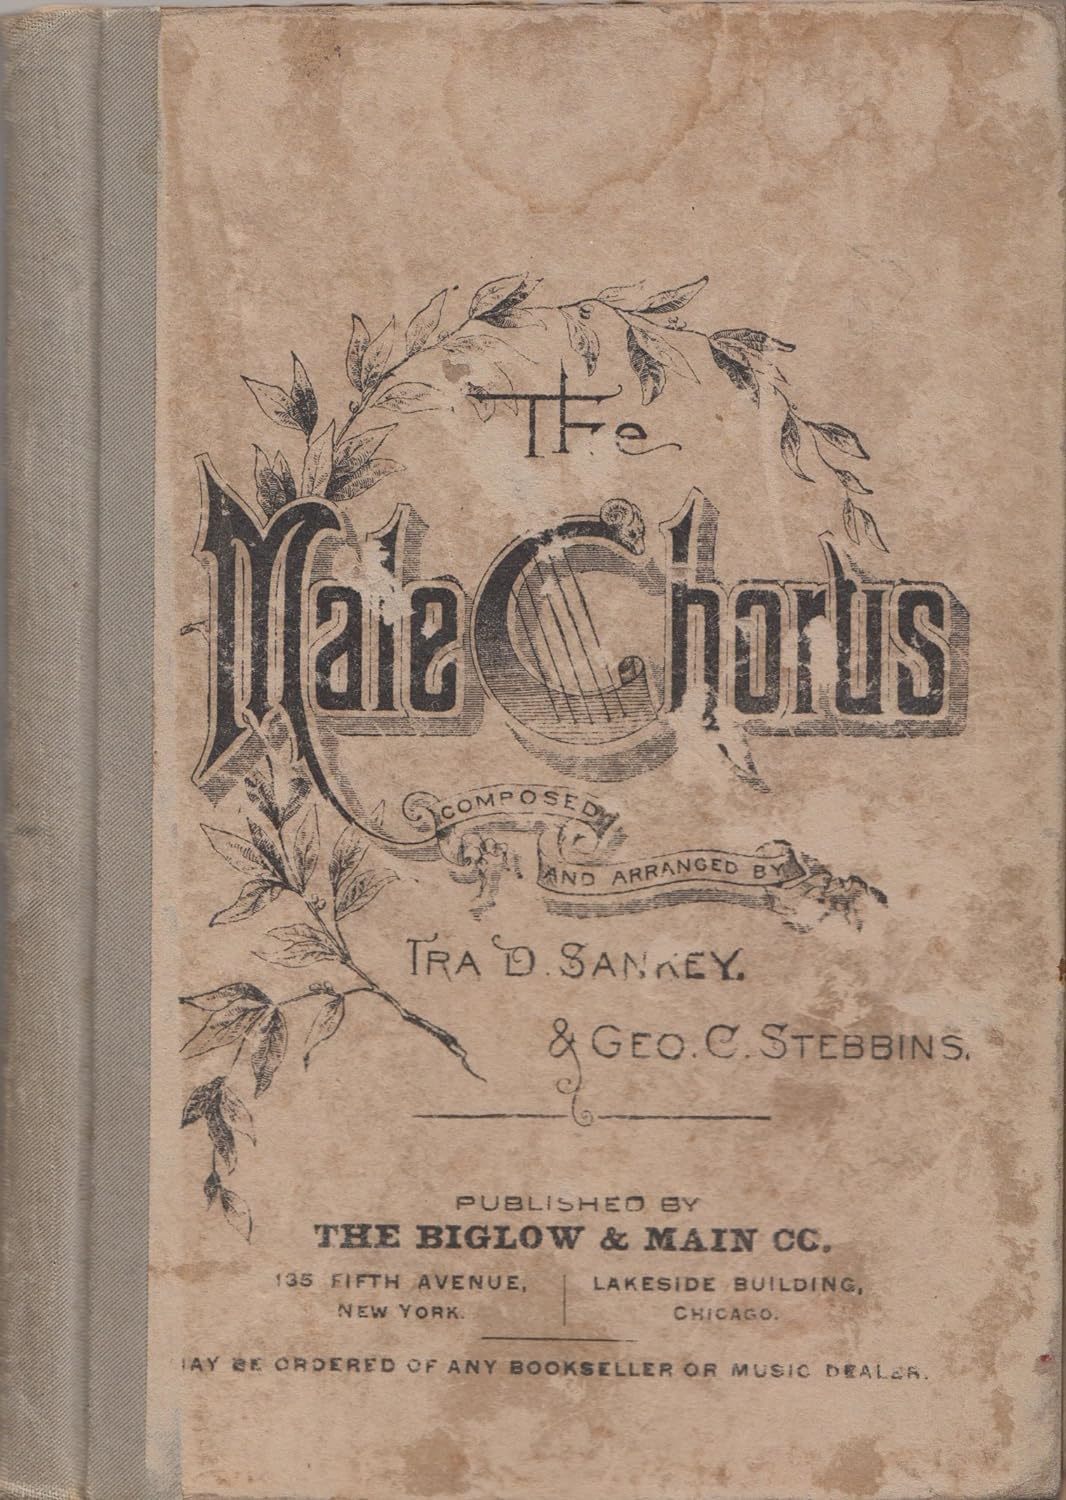 The
Male Chorus
COMPOSED
AND ARRANGED BY
IRA D. SANKEY.
& GEO. C. STEBBINS.
PUBLISHED BY
THE BIGLOW & MAIN CO.
135 FIFTH AVENUE,
NEW YORK.
LAKESIDE BUILDING,
CHICAGO.
MAY BE ORDERED OF ANY BOOKSELLER OR MUSIC DEALER.